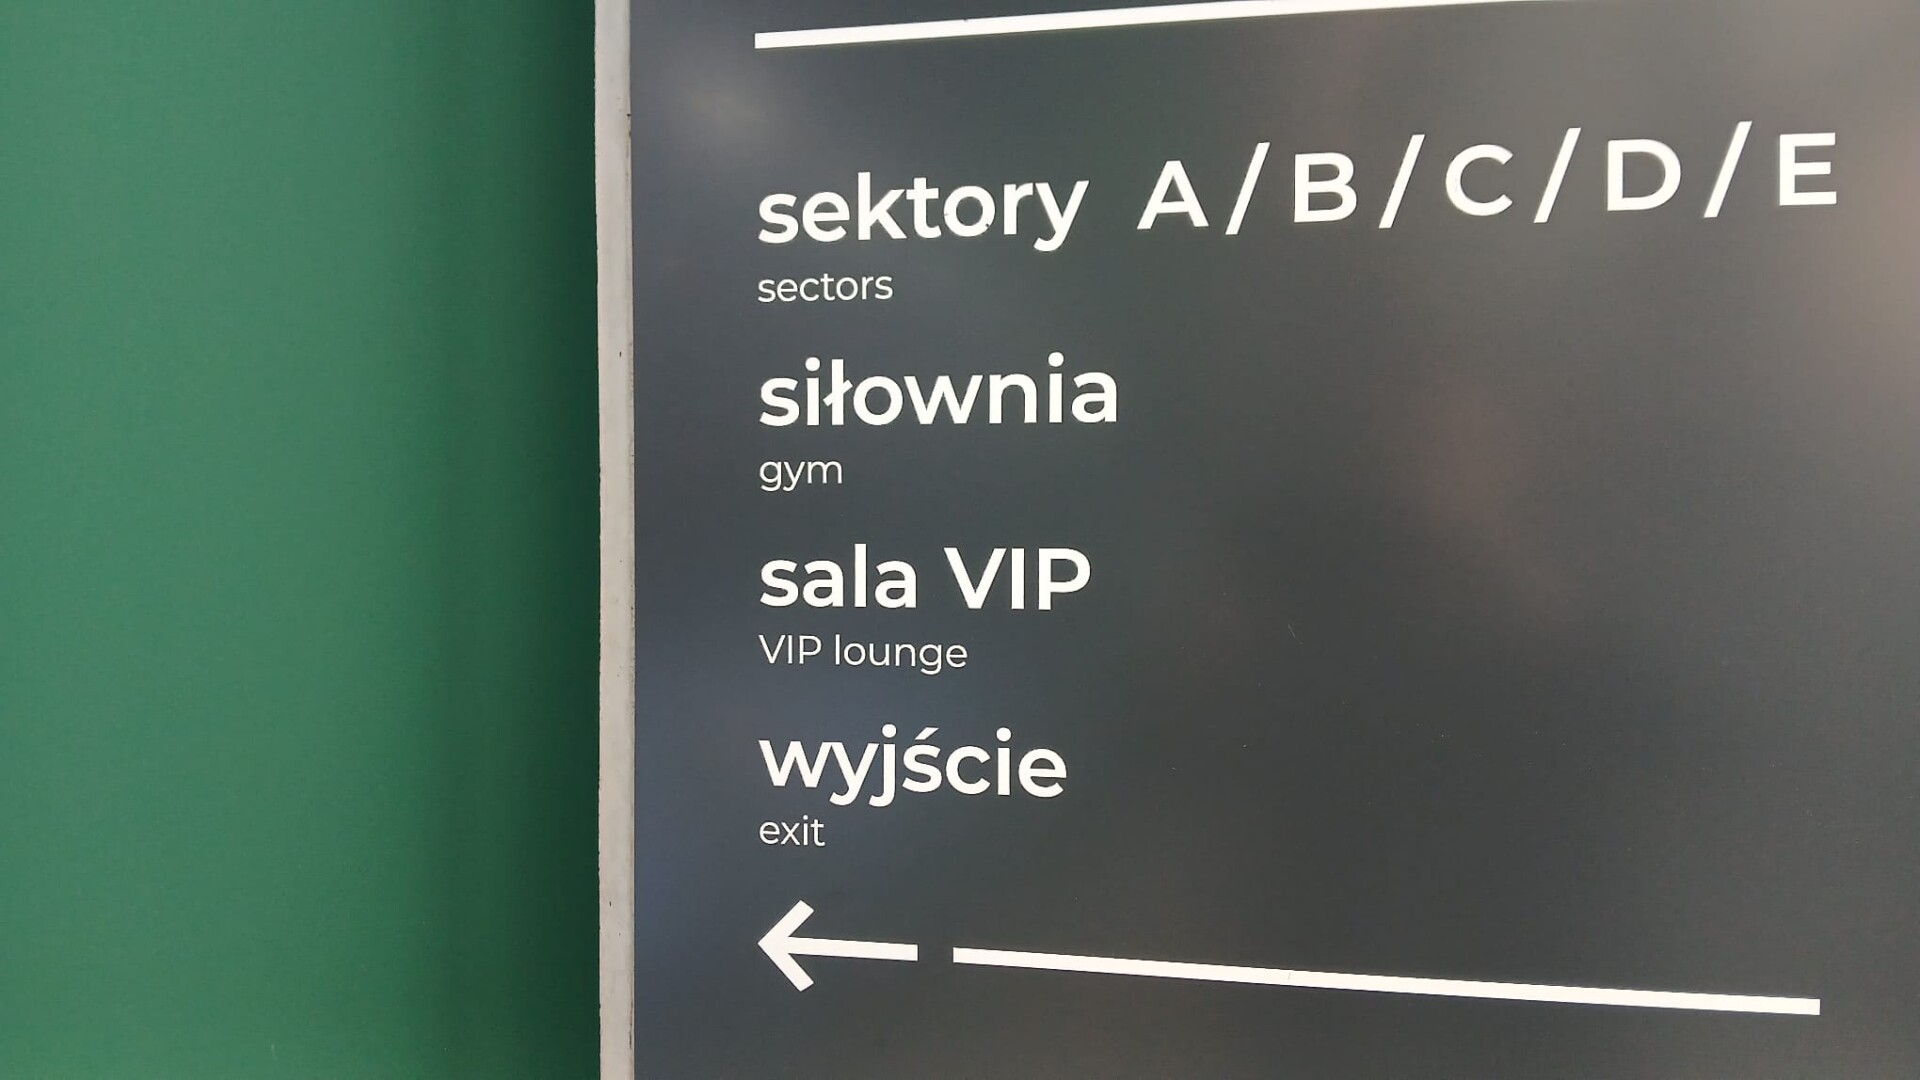 sektory A/B/C/D/E
sectors
siłownia
gym
sala VIP
VIP lounge
wyjście
exit